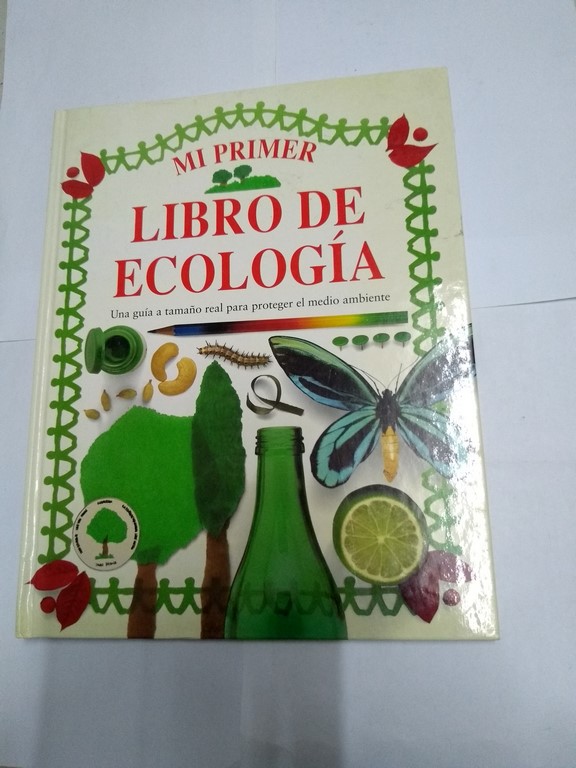 MI PRIMER
LIBRO DE
ECOLOGÍA
Una guía a tamaño real para proteger el medio ambiente